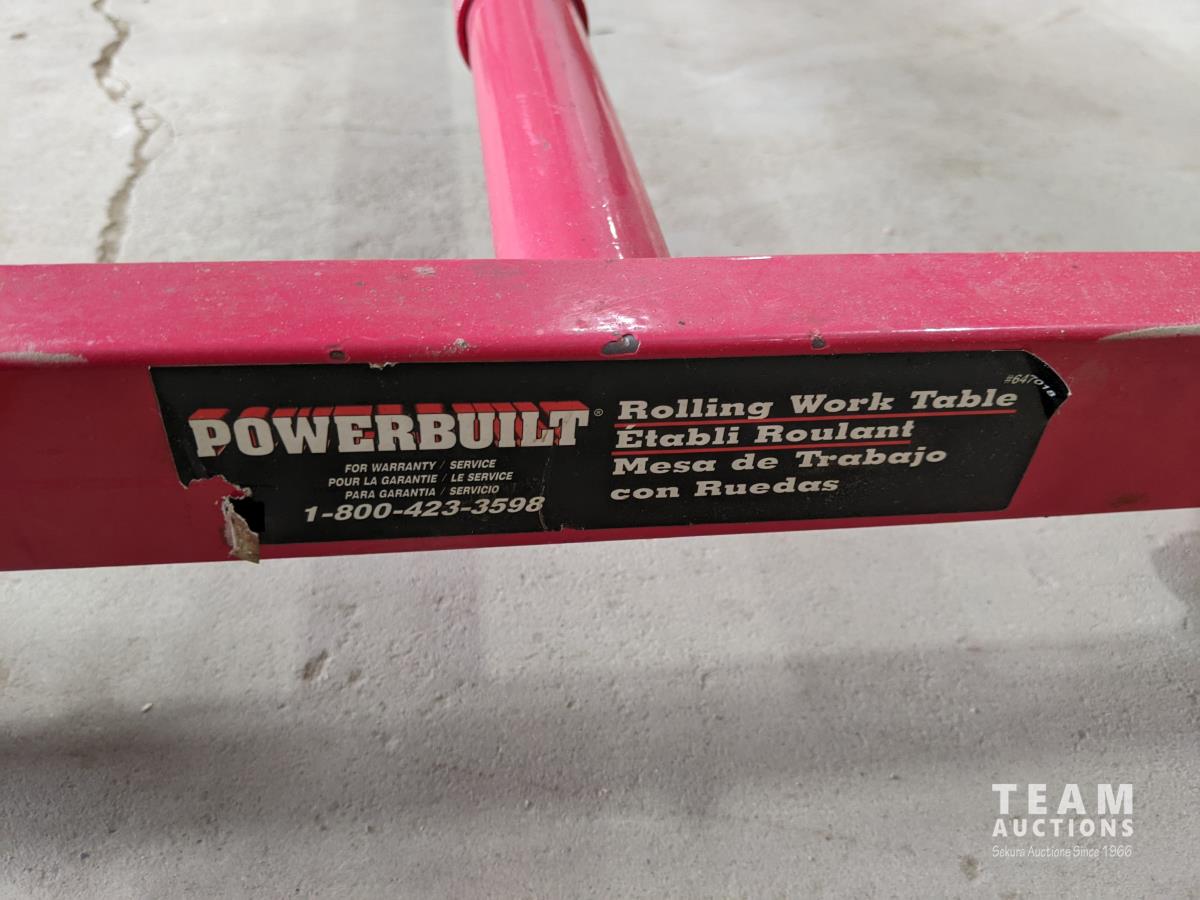 POWERBUILT®
FOR WARRANTY / SERVICE
POUR LA GARANTIE / LE SERVICE
PARA GARANTIA / SERVICIO
1-800-423-3598
Rolling Work Table
Établi Roulant
Mesa de Trabajo
con Ruedas
#647018
TEAM
AUCTIONS
Sekura Auctions Since 1966